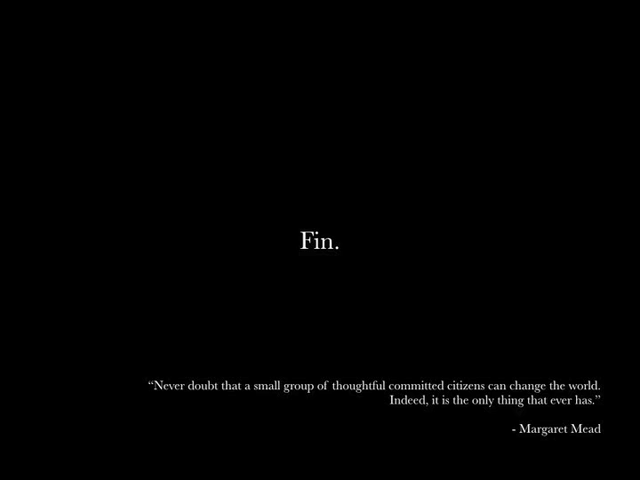 Fin.
“Never doubt that a small group of thoughtful committed citizens can change the world.
Indeed, it is the only thing that ever has.”
- Margaret Mead